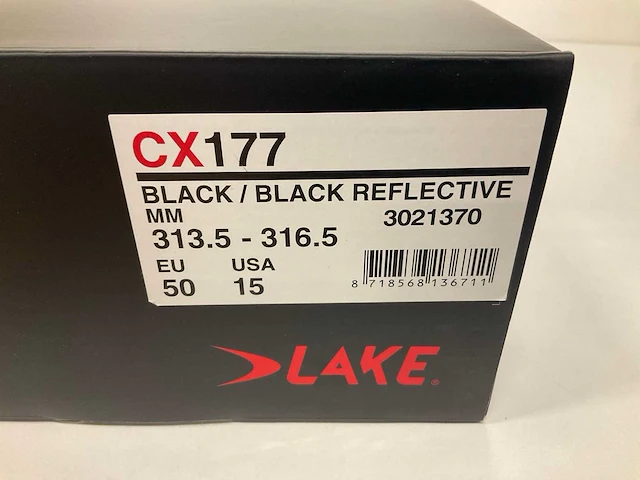 CX177
BLACK / BLACK REFLECTIVE
MM 3021370
313.5 - 316.5
EU USA
50 15
8 718568 136711
LAKE®